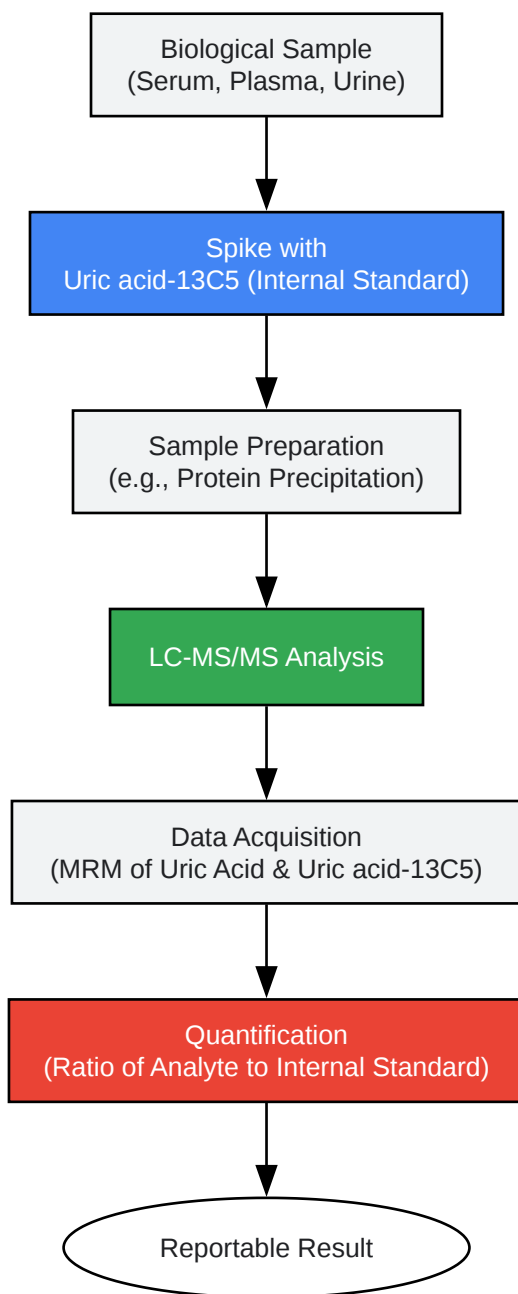 Biological Sample
(Serum, Plasma, Urine)
Spike with
Uric acid-13C5 (Internal Standard)
Sample Preparation
(e.g., Protein Precipitation)
LC-MS/MS Analysis
Data Acquisition
(MRM of Uric Acid & Uric acid-13C5)
Quantification
(Ratio of Analyte to Internal Standard)
Reportable Result